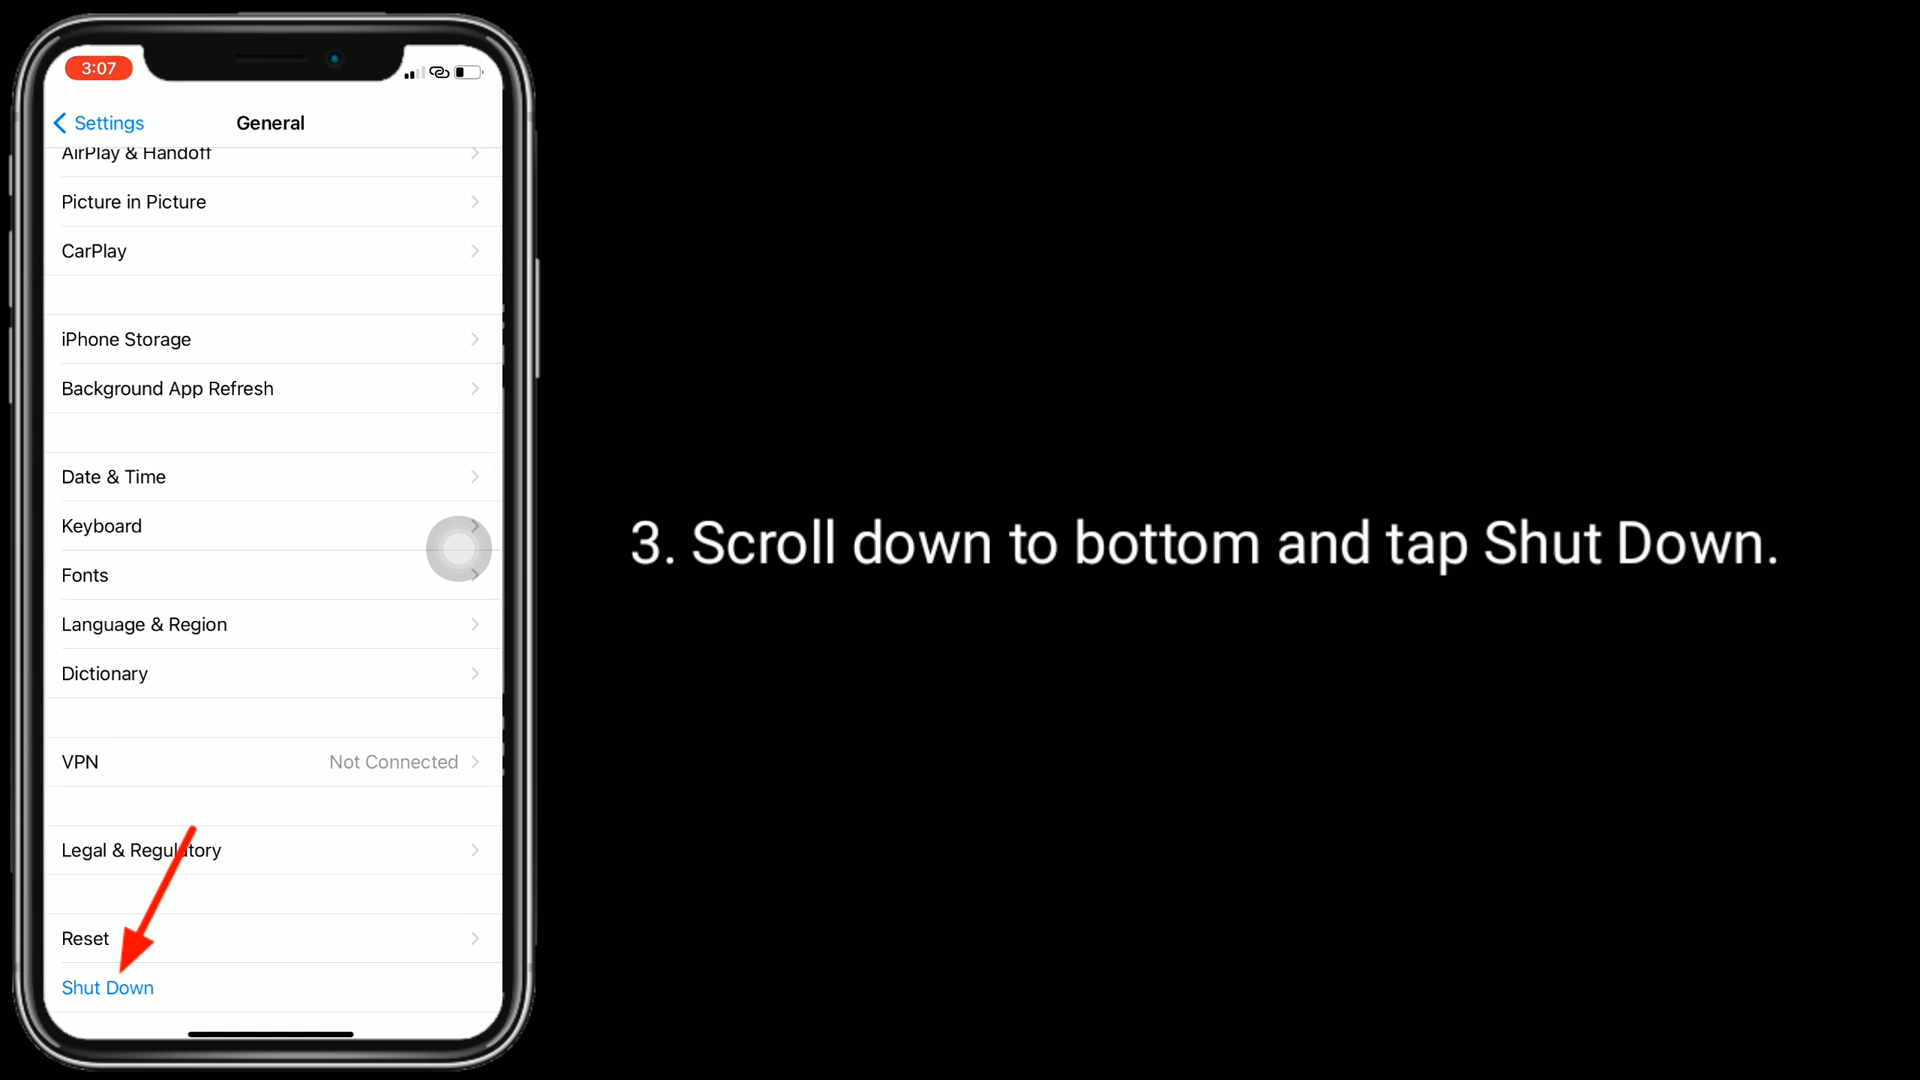 3:07
Settings
General
AirPlay & Handoff
Picture in Picture
CarPlay
iPhone Storage
Background App Refresh
Date & Time
Keyboard
Fonts
Language & Region
Dictionary
VPN Not Connected
Legal & Regulatory
Reset
Shut Down
3. Scroll down to bottom and tap Shut Down.